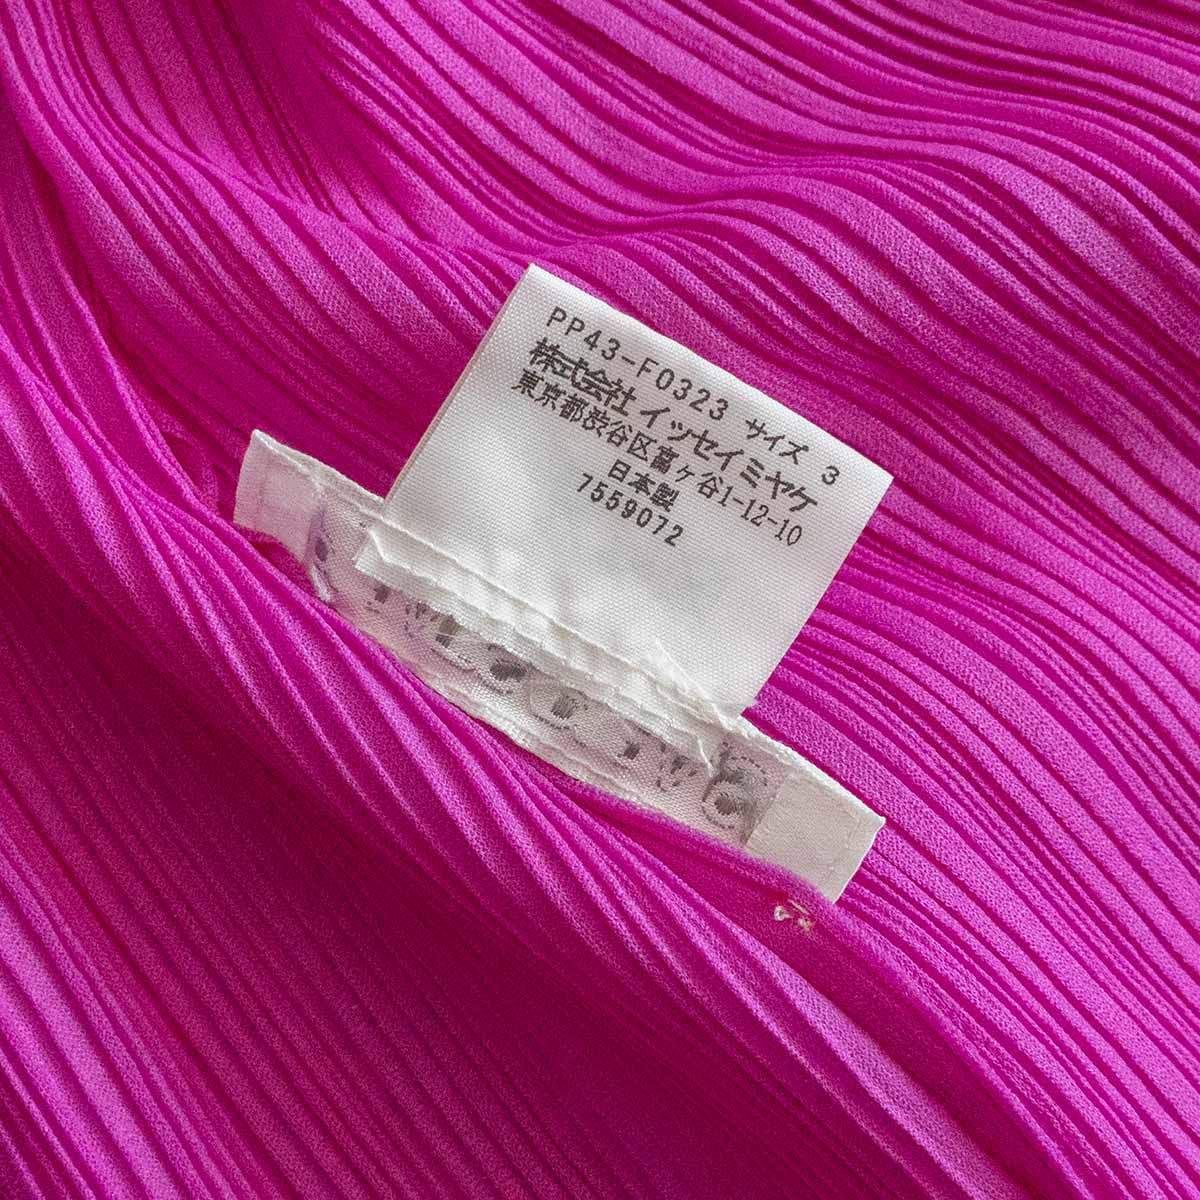 PP43-F0323 サイズ 3
株式会社 イッセイミヤケ
東京都渋谷区富ヶ谷1-12-10
日本製
7559072